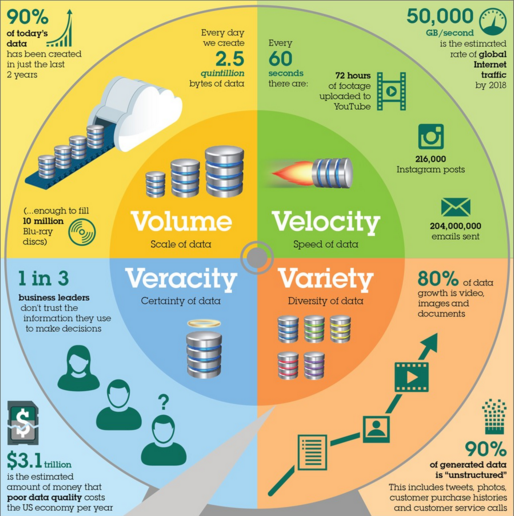 90%
of today's
data
has been created
in just the last
2 years
Every day
we create
2.5
quintillion
bytes of data
(...enough to fill
10 million
Blu-ray
discs)
Volume
Scale of data
Every
60
seconds
there are:
72 hours
of footage
uploaded to
YouTube
50,000
GB/second
is the estimated
rate of global
Internet
traffic
by 2018
216,000
Instagram posts
204,000,000
emails sent
Velocity
Speed of data
Veracity
Certainty of data
1 in 3
business leaders
don't trust the
information they use
to make decisions
?
$
$3.1 trillion
is the estimated
amount of money that
poor data quality costs
the US economy per year
Variety
Diversity of data
80% of data
growth is video,
images and
documents
90%
of generated data
is "unstructured"
This includes tweets, photos,
customer purchase histories
and customer service calls